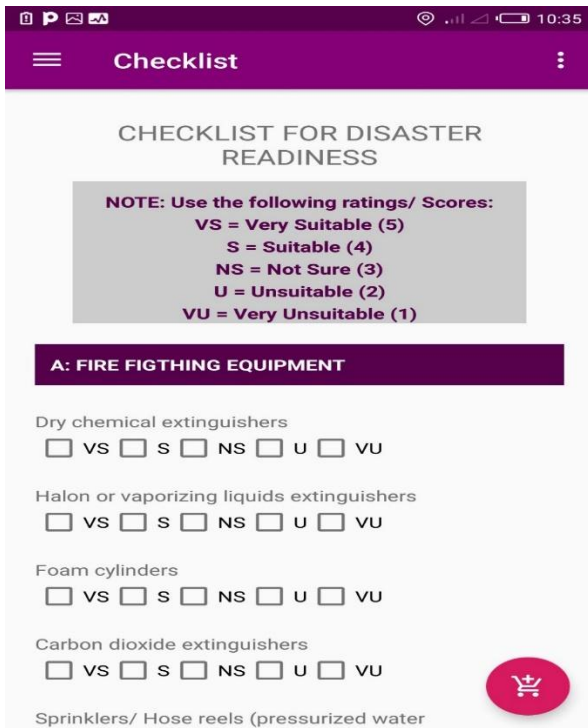 10:35
Checklist
CHECKLIST FOR DISASTER
READINESS
NOTE: Use the following ratings/ Scores:
VS = Very Suitable (5)
S = Suitable (4)
NS = Not Sure (3)
U = Unsuitable (2)
VU = Very Unsuitable (1)
A: FIRE FIGTHING EQUIPMENT
Dry chemical extinguishers
VS S NS U VU
Halon or vaporizing liquids extinguishers
VS S NS U VU
Foam cylinders
VS S NS U VU
Carbon dioxide extinguishers
VS S NS U VU
Sprinklers/ Hose reels (pressurized water